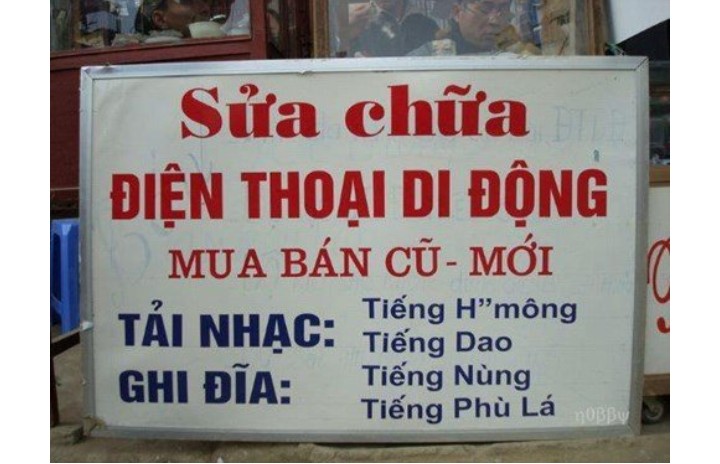 Sửa chữa
ĐIỆN THOẠI DI ĐỘNG
MUA BÁN CŨ - MỚI
TẢI NHẠC:
GHI ĐĨA:
Tiếng H”mông
Tiếng Dao
Tiếng Nùng
Tiếng Phù Lá
η0ββψ